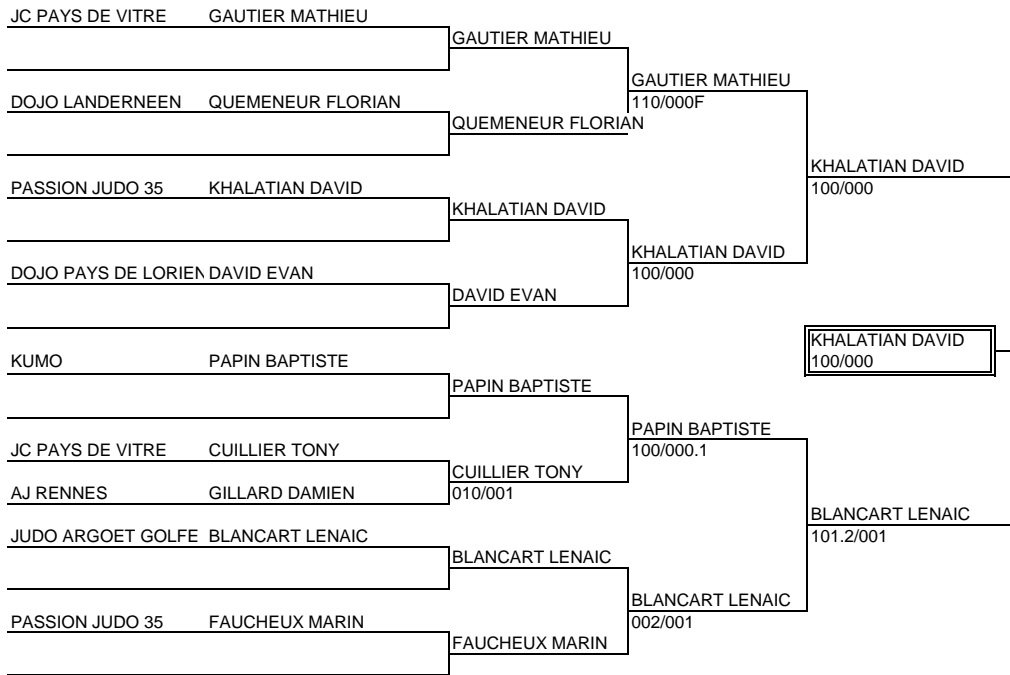 JC PAYS DE VITRE GAUTIER MATHIEU
GAUTIER MATHIEU
GAUTIER MATHIEU
110/000F
DOJO LANDERNEEN QUEMENEUR FLORIAN
QUEMENEUR FLORIAN
KHALATIAN DAVID
100/000
PASSION JUDO 35 KHALATIAN DAVID
KHALATIAN DAVID
KHALATIAN DAVID
100/000
DOJO PAYS DE LORIEN DAVID EVAN
DAVID EVAN
KHALATIAN DAVID
100/000
KUMO PAPIN BAPTISTE
PAPIN BAPTISTE
PAPIN BAPTISTE
100/000.1
JC PAYS DE VITRE CUILLIER TONY
CUILLIER TONY
010/001
AJ RENNES GILLARD DAMIEN
BLANCART LENAIC
101.2/001
JUDO ARGOET GOLFE BLANCART LENAIC
BLANCART LENAIC
BLANCART LENAIC
002/001
PASSION JUDO 35 FAUCHEUX MARIN
FAUCHEUX MARIN